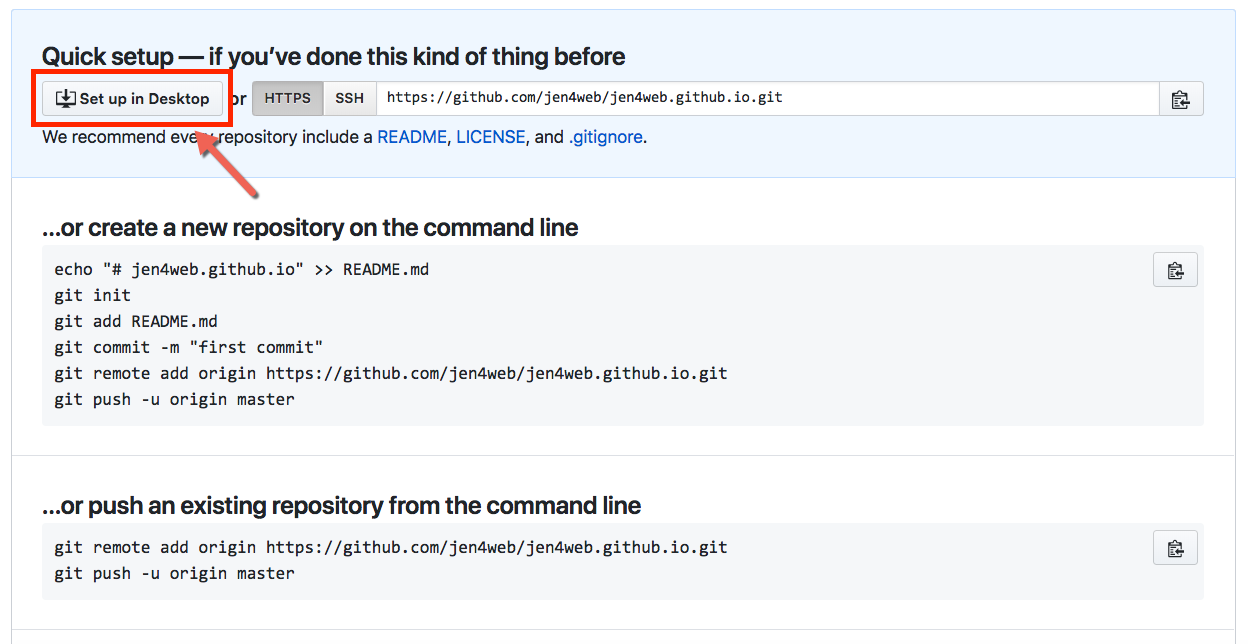 Quick setup — if you’ve done this kind of thing before
Set up in Desktop or HTTPS SSH https://github.com/jen4web/jen4web.github.io.git
We recommend every repository include a README, LICENSE, and .gitignore.
...or create a new repository on the command line
echo "# jen4web.github.io" >> README.md
git init
git add README.md
git commit -m "first commit"
git remote add origin https://github.com/jen4web/jen4web.github.io.git
git push -u origin master
...or push an existing repository from the command line
git remote add origin https://github.com/jen4web/jen4web.github.io.git
git push -u origin master